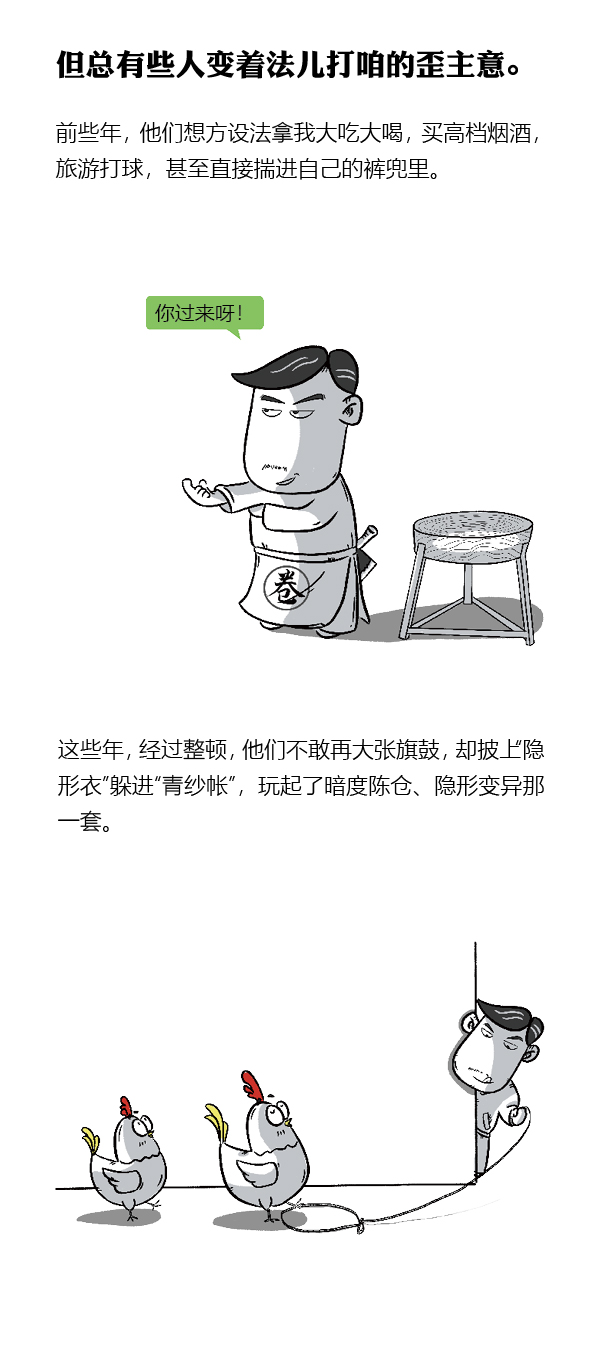 但总有些人变着法儿打咱的歪主意。
前些年，他们想方设法拿我大吃大喝，买高档烟酒，
旅游打球，甚至直接揣进自己的裤兜里。
你过来呀！
卷
这些年，经过整顿，他们不敢再大张旗鼓，却披上“隐
形衣”躲进“青纱帐”，玩起了暗度陈仓、隐形变异那
一套。